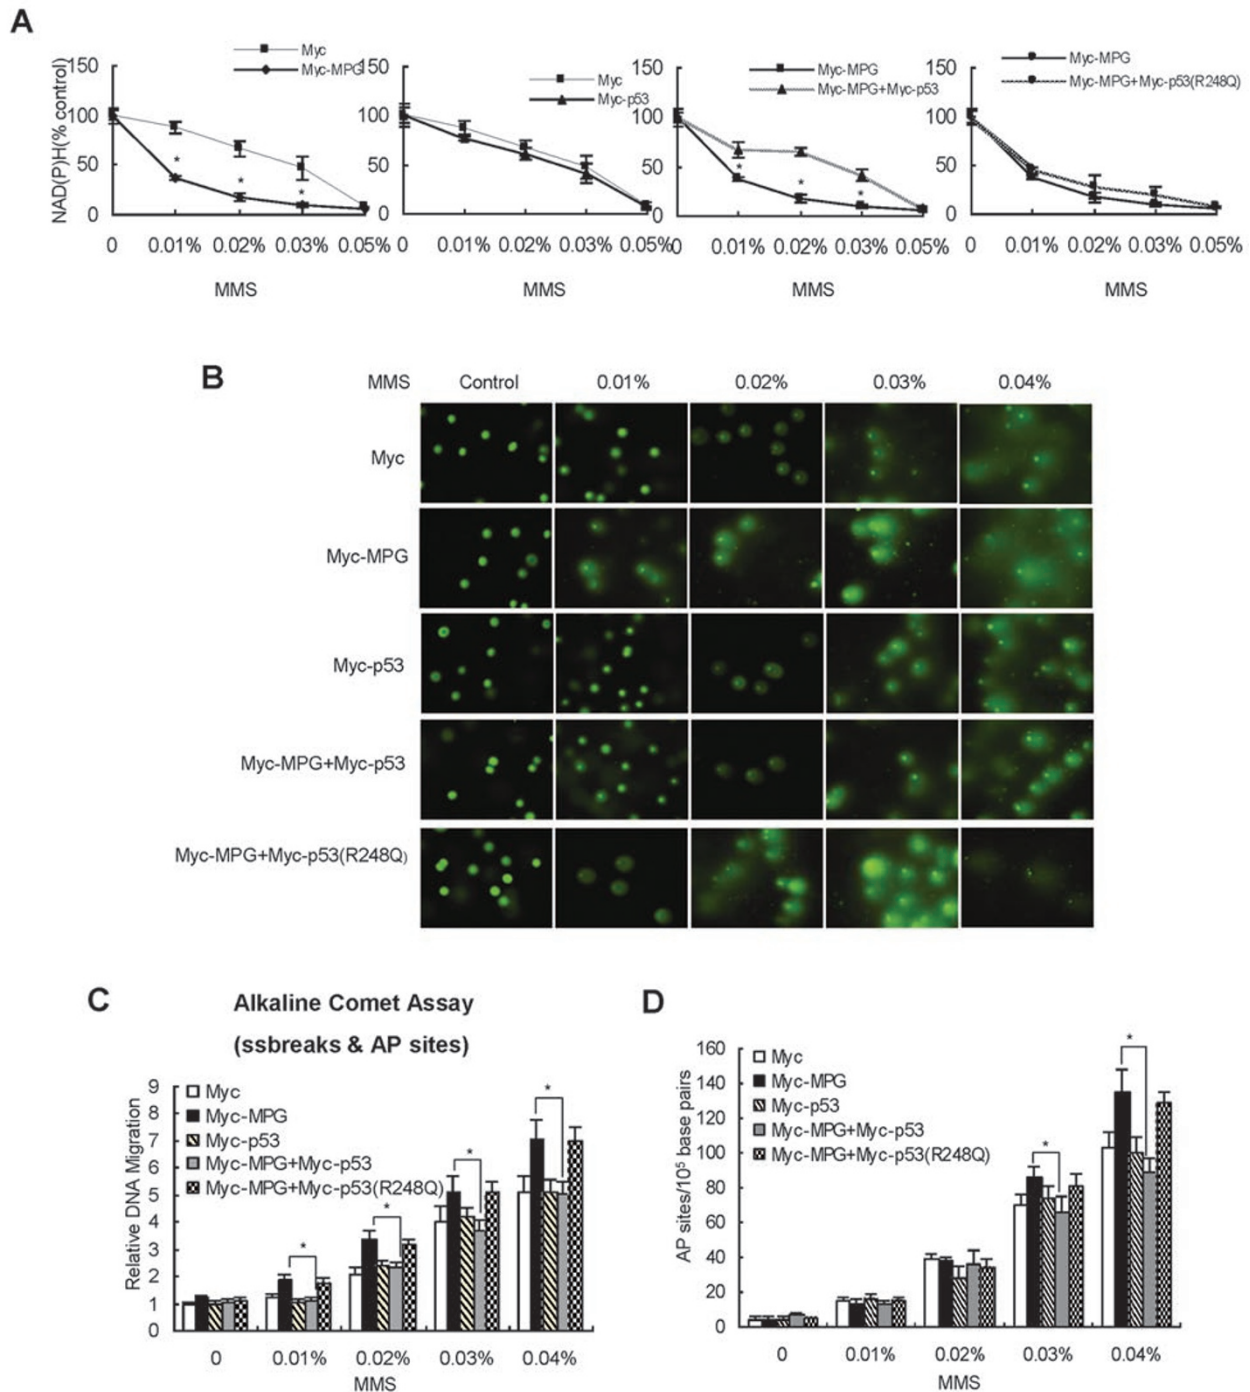 A
Myc
Myc-MPG
Myc
Myc-p53
Myc-MPG
Myc-MPG+Myc-p53
Myc-MPG
Myc-MPG+Myc-p53(R248Q)
NAD(P)H(% control)
150
100
50
0
150
100
50
0
150
100
50
0
150
100
50
0
* * *
* * *
0 0.01% 0.02% 0.03% 0.05%
0 0.01% 0.02% 0.03% 0.05%
0 0.01% 0.02% 0.03% 0.05%
0 0.01% 0.02% 0.03% 0.05%
MMS MMS MMS MMS
B
MMS Control 0.01% 0.02% 0.03% 0.04%
Myc
Myc-MPG
Myc-p53
Myc-MPG+Myc-p53
Myc-MPG+Myc-p53(R248Q)
C
Alkaline Comet Assay
(ssbreaks & AP sites)
Relative DNA Migration
9
8
7
6
5
4
3
2
1
0
Myc
Myc-MPG
Myc-p53
Myc-MPG+Myc-p53
Myc-MPG+Myc-p53(R248Q)
* * * *
0 0.01% 0.02% 0.03% 0.04%
MMS
D
AP sites/10⁵ base pairs
160
140
120
100
80
60
40
20
0
Myc
Myc-MPG
Myc-p53
Myc-MPG+Myc-p53
Myc-MPG+Myc-p53(R248Q)
* *
0 0.01% 0.02% 0.03% 0.04%
MMS